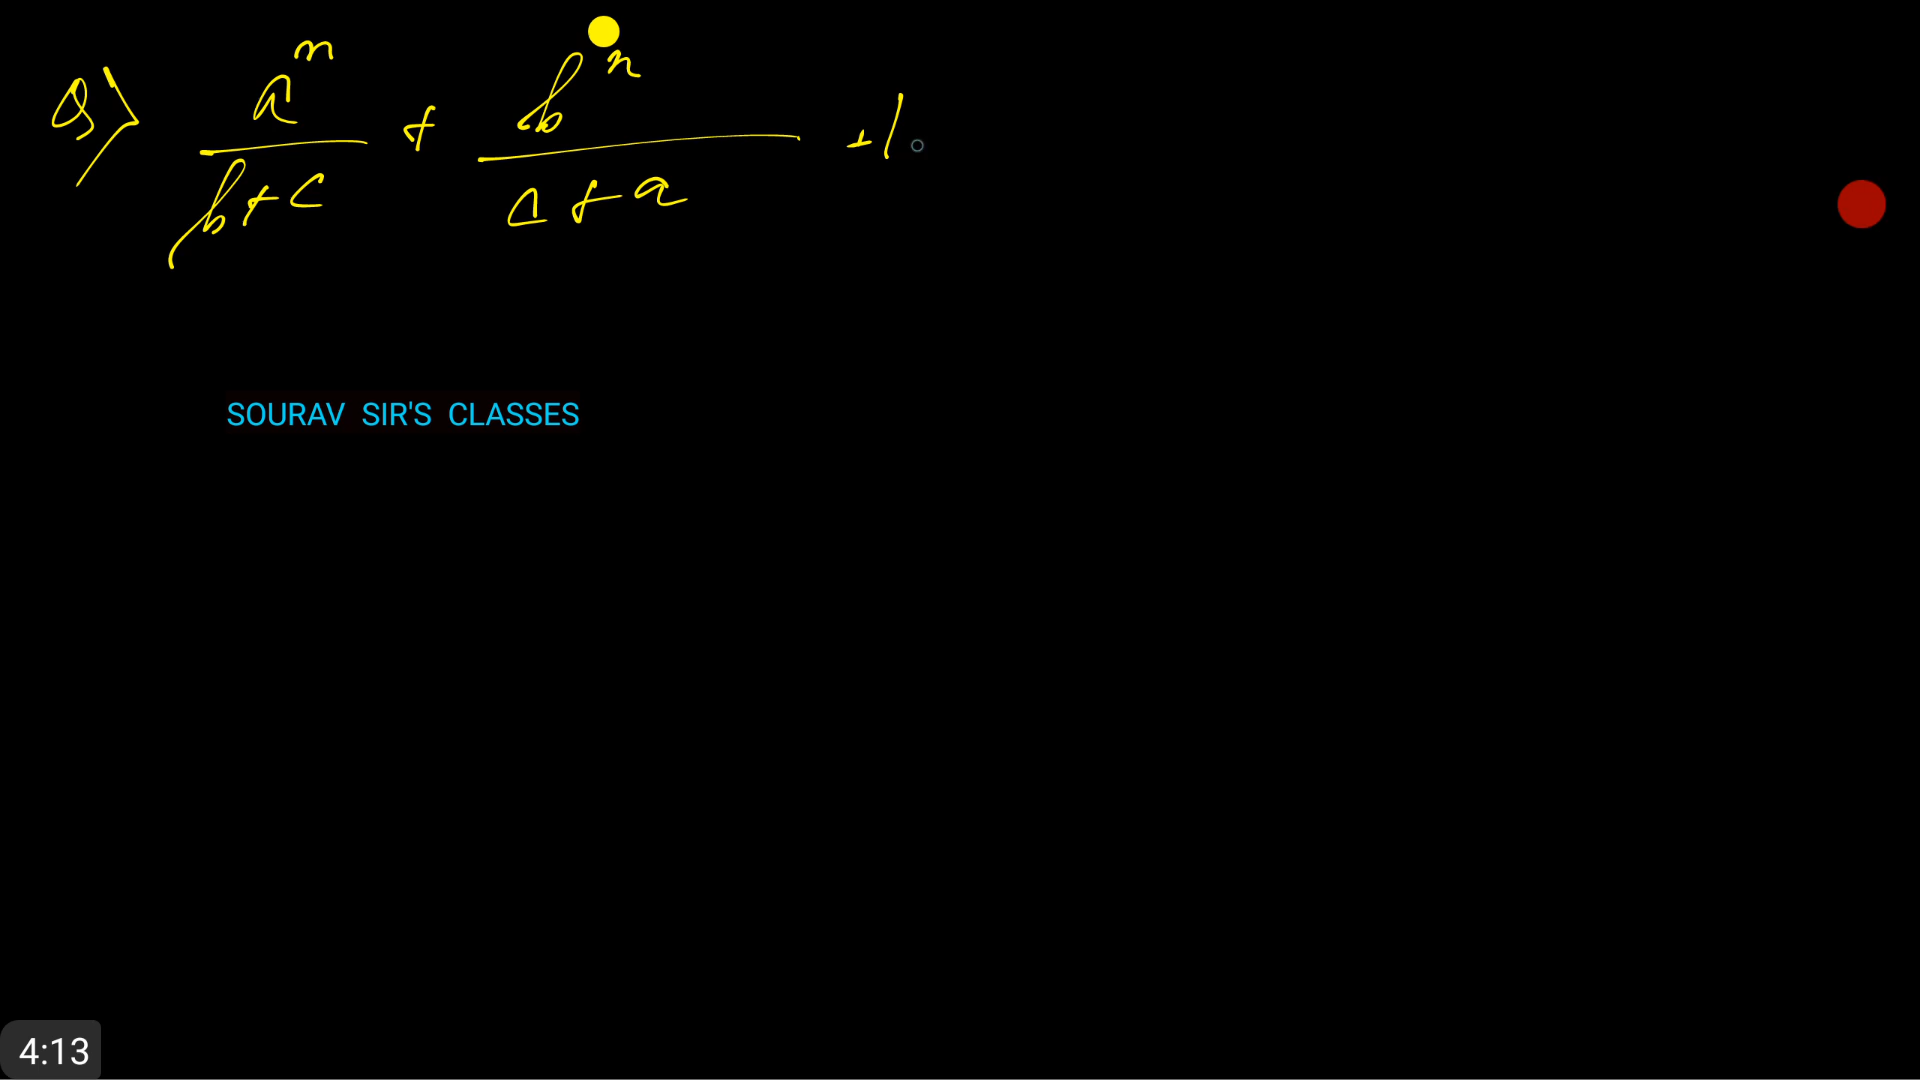 Q) a^n/b+c + b^n/c+a +
SOURAV SIR'S CLASSES
4:13